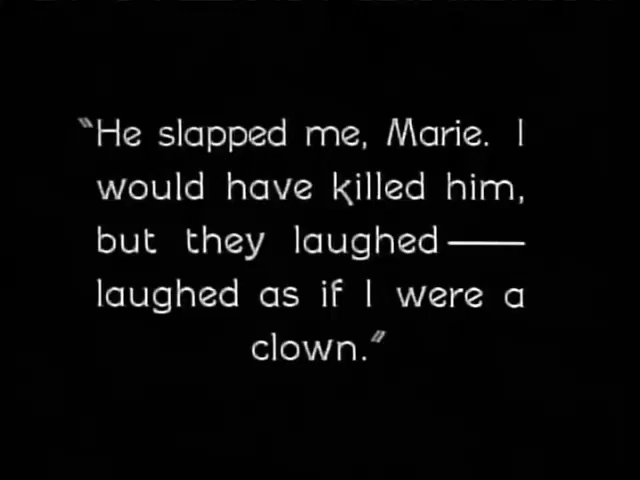 "He slapped me, Marie. I
would have killed him,
but they laughed——
laughed as if I were a
clown."